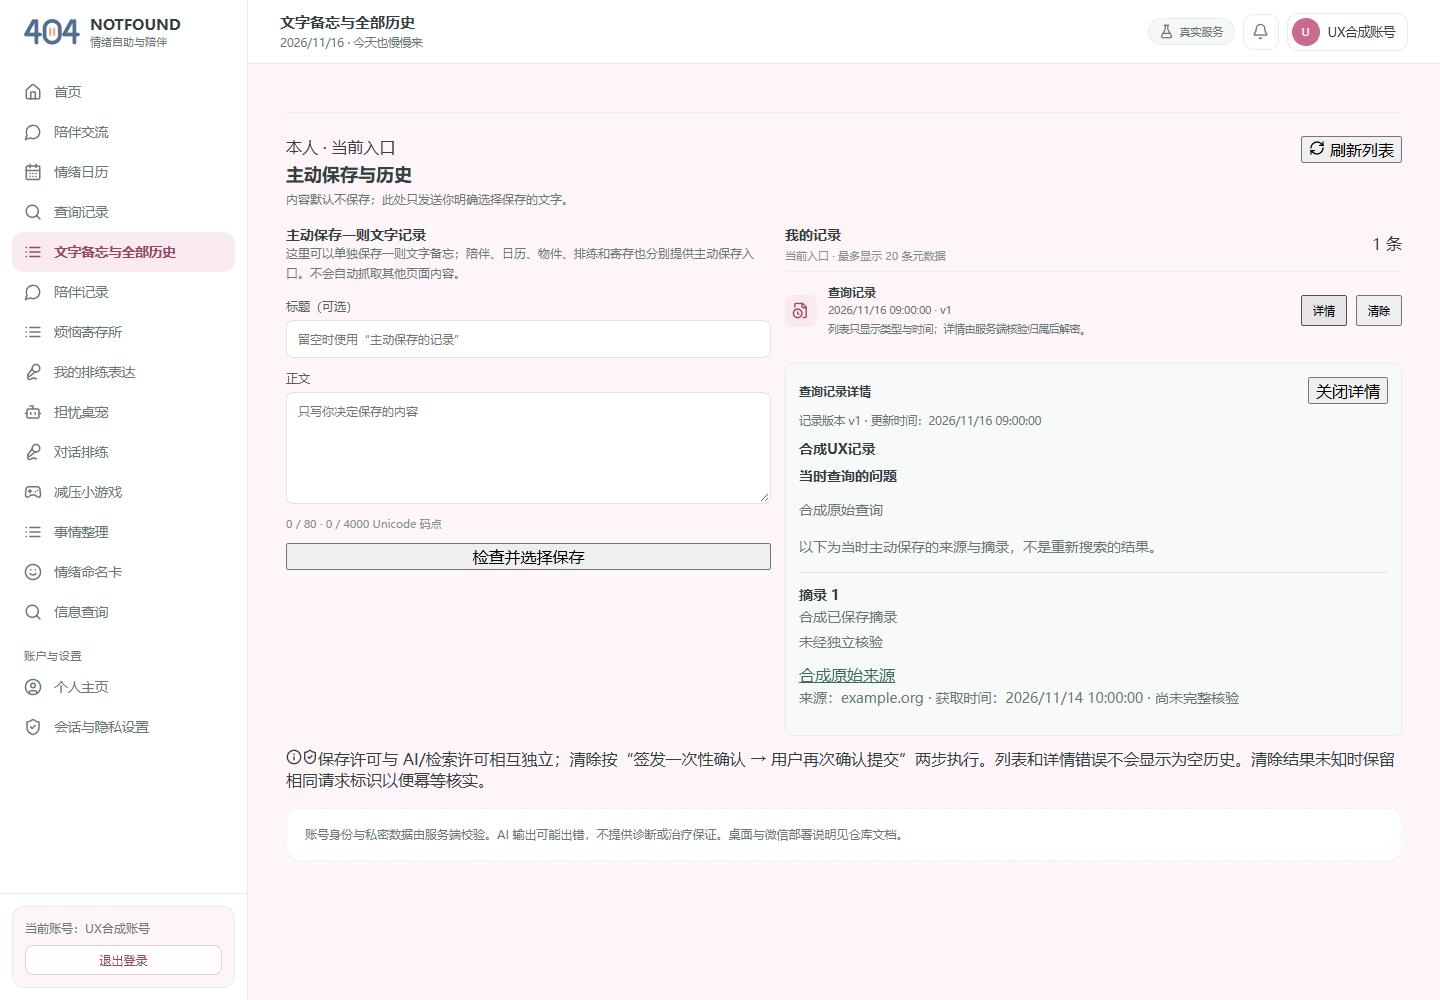 404 NOTFOUND
情绪自助与陪伴
首页
陪伴交流
情绪日历
查询记录
文字备忘与全部历史
陪伴记录
烦恼寄存所
我的排练表达
担忧桌宠
对话排练
减压小游戏
事情整理
情绪命名卡
信息查询
账户与设置
个人主页
会话与隐私设置
当前账号：UX合成账号
退出登录
文字备忘与全部历史
2026/11/16 · 今天也慢慢来
真实服务
U UX合成账号
本人 · 当前入口
主动保存与历史
内容默认不保存；此处只发送你明确选择保存的文字。
刷新列表
主动保存一则文字记录
这里可以单独保存一则文字备忘；陪伴、日历、物件、排练和寄存也分别提供主动保存入
口。不会自动抓取其他页面内容。
标题（可选）
留空时使用“主动保存的记录”
正文
只写你决定保存的内容
0 / 80 · 0 / 4000 Unicode 码点
检查并选择保存
我的记录
当前入口 · 最多显示 20 条元数据
1 条
查询记录
2026/11/16 09:00:00 · v1
列表只显示类型与时间；详情由服务端核验归属后解密。
详情
清除
查询记录详情
关闭详情
记录版本 v1 · 更新时间：2026/11/16 09:00:00
合成UX记录
当时查询的问题
合成原始查询
以下为当时主动保存的来源与摘录，不是重新搜索的结果。
摘录 1
合成已保存摘录
未经独立核验
合成原始来源
来源：example.org · 获取时间：2026/11/14 10:00:00 · 尚未完整核验
保存许可与 AI/检索许可相互独立；清除按“签发一次性确认 → 用户再次确认提交”两步执行。列表和详情错误不会显示为空历史。清除结果未知时保留
相同请求标识以便幂等核实。
账号身份与私密数据由服务端校验。AI 输出可能出错，不提供诊断或治疗保证。桌面与微信部署说明见仓库文档。